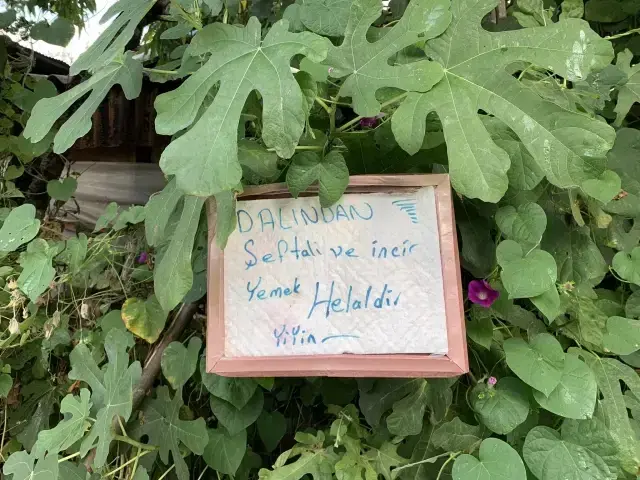 DALINDAN
Şeftali ve incir
Yemek Helaldir
Yiyin